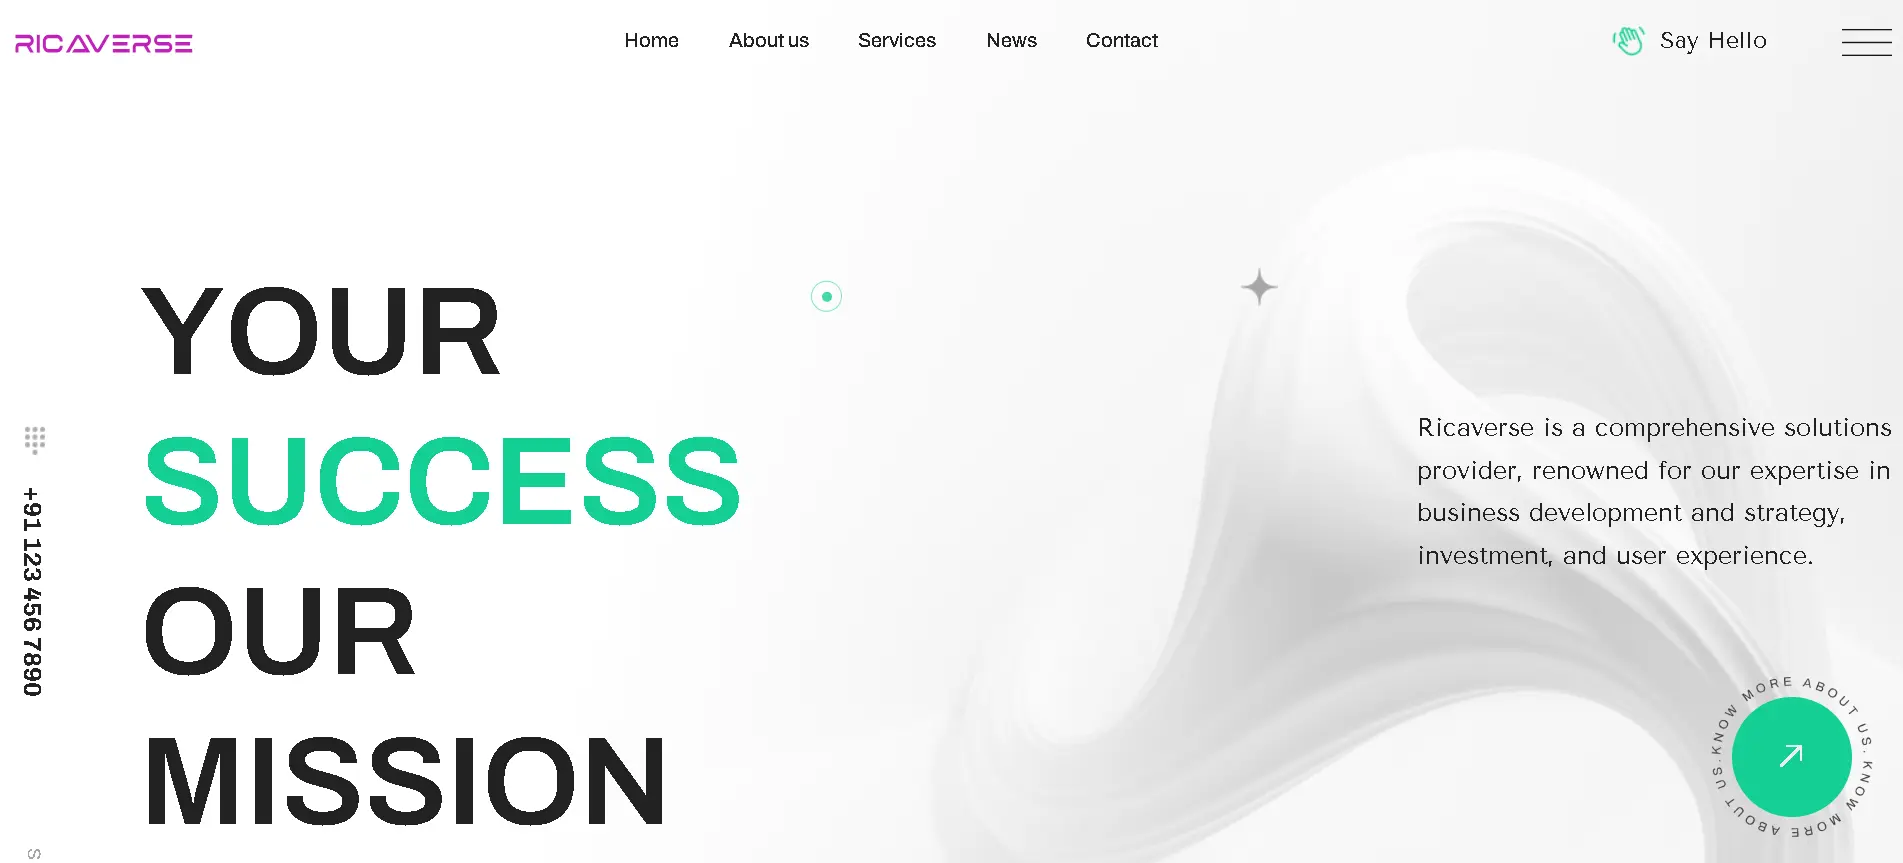 RICAVERSE
Home
About us
Services
News
Contact
Say Hello
YOUR
SUCCESS
OUR
MISSION
Ricaverse is a comprehensive solutions
provider, renowned for our expertise in
business development and strategy,
investment, and user experience.
+91 123 456 7890
S
KNOW MORE ABOUT US. KNOW MORE ABOUT US.